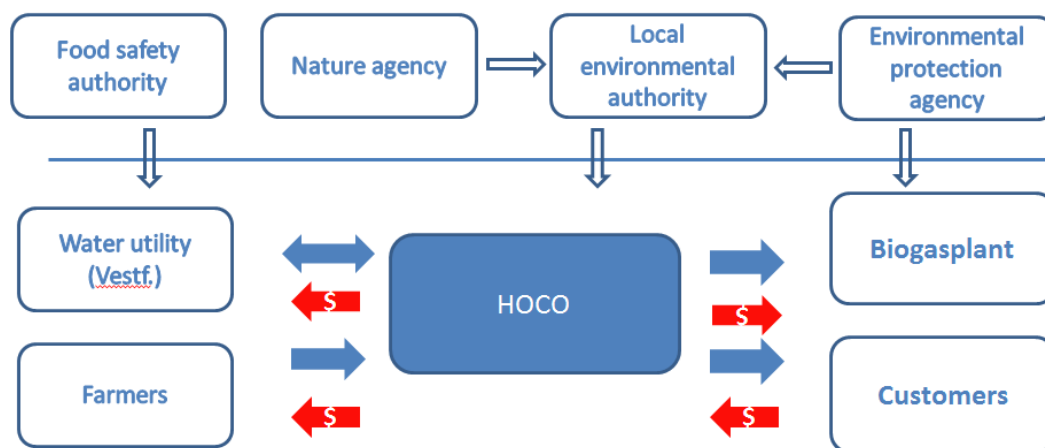 Food safety
authority
Nature agency
Local
environmental
authority
Environmental
protection
agency
Water utility
(Vestf.)
HOCO
Biogasplant
$
$
Farmers
Customers
$
$